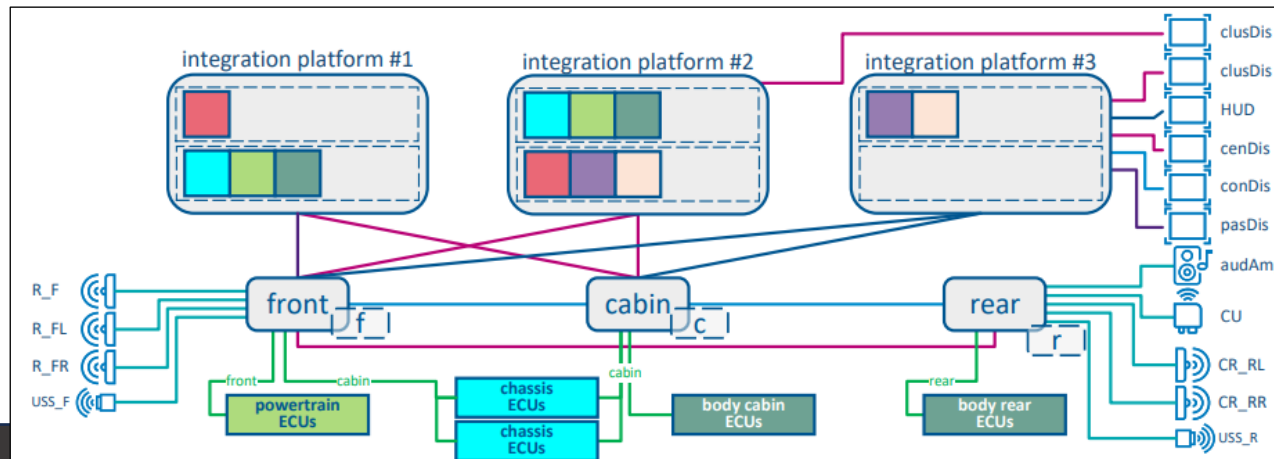 integration platform #1
integration platform #2
integration platform #3
clusDis
clusDis
HUD
cenDis
conDis
pasDis
audAm
CU
CR_RL
CR_RR
USS_R
R_F
R_FL
R_FR
USS_F
front
f
cabin
c
rear
r
front
cabin
cabin
rear
powertrain
ECUs
chassis
ECUs
chassis
ECUs
body cabin
ECUs
body rear
ECUs